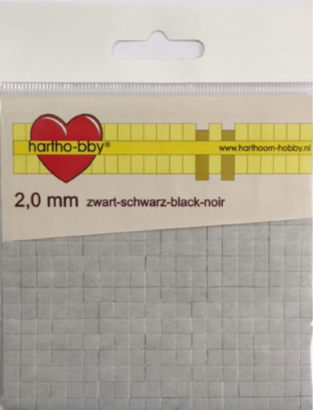 hartho-bby®
www.harthoorn-hobby.nl
2,0 mm zwart-schwarz-black-noir